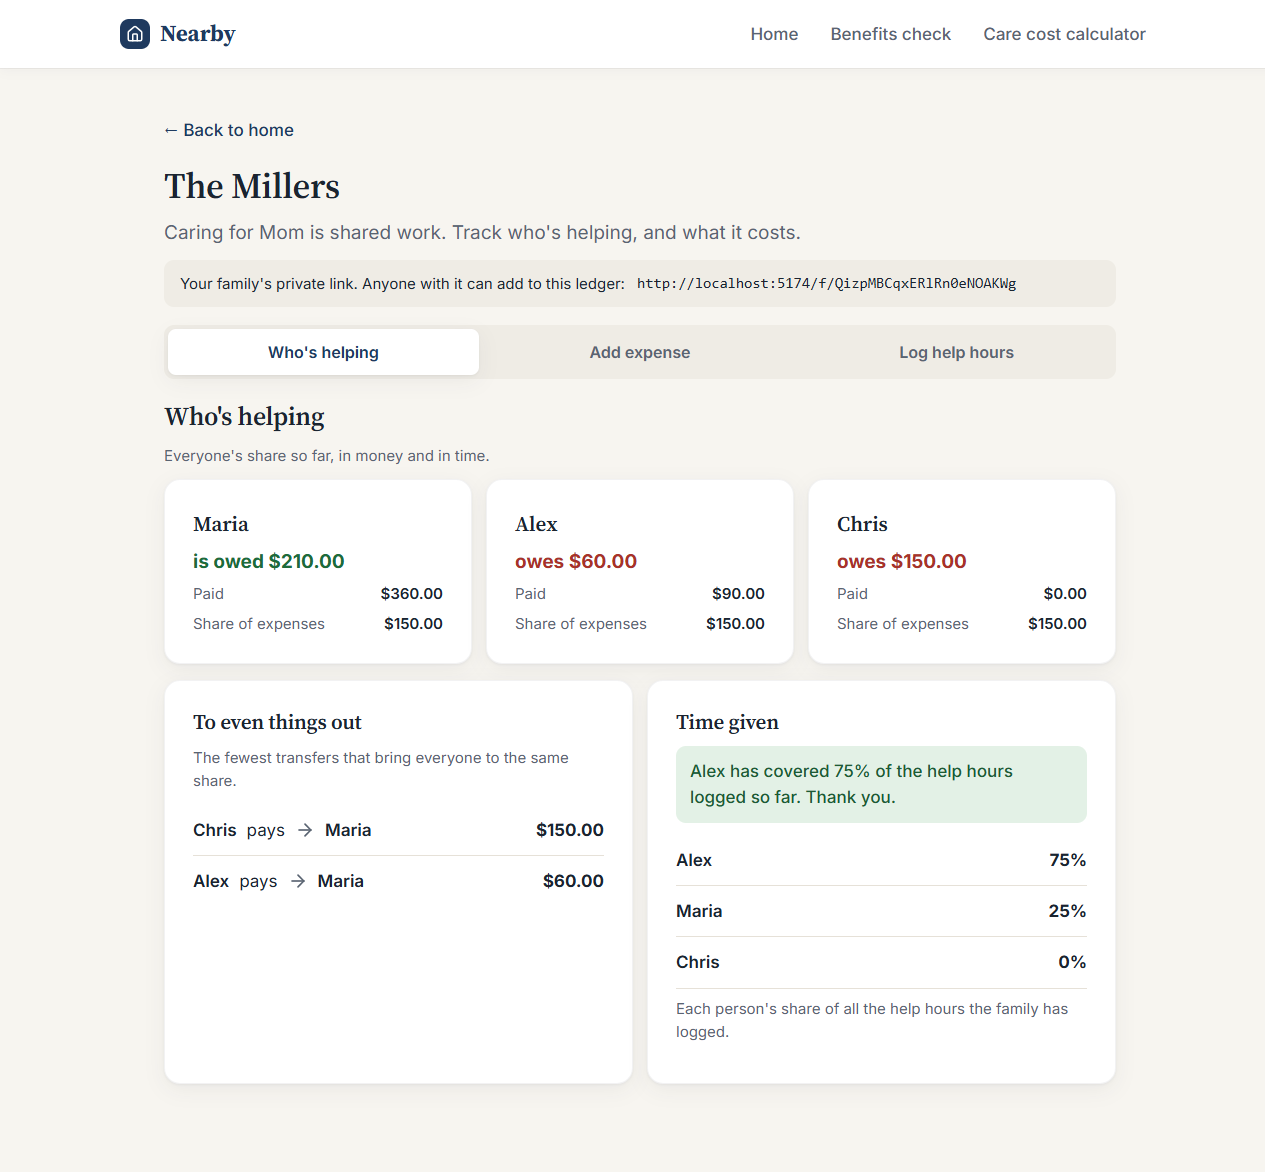 Nearby
Home
Benefits check
Care cost calculator
← Back to home
The Millers
Caring for Mom is shared work. Track who's helping, and what it costs.
Your family's private link. Anyone with it can add to this ledger: http://localhost:5174/f/QizpMBCqxERlRn0eNOAKWg
Who's helping
Add expense
Log help hours
Who's helping
Everyone's share so far, in money and in time.
Maria
is owed $210.00
Paid $360.00
Share of expenses $150.00
Alex
owes $60.00
Paid $90.00
Share of expenses $150.00
Chris
owes $150.00
Paid $0.00
Share of expenses $150.00
To even things out
The fewest transfers that bring everyone to the same
share.
Chris pays → Maria $150.00
Alex pays → Maria $60.00
Time given
Alex has covered 75% of the help hours
logged so far. Thank you.
Alex 75%
Maria 25%
Chris 0%
Each person's share of all the help hours the family has
logged.